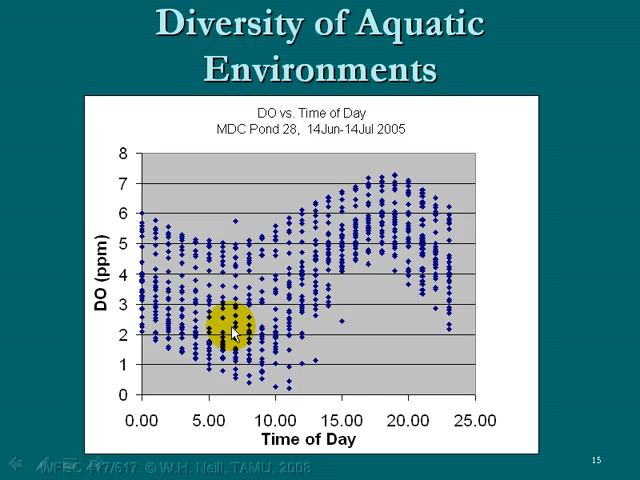 Diversity of Aquatic
Environments
DO vs. Time of Day
MDC Pond 28, 14Jun-14Jul 2005
DO (ppm)
8
7
6
5
4
3
2
1
0
0.00 5.00 10.00 15.00 20.00 25.00
Time of Day
WFSC 417/617 © W.H. Neill, TAMU, 2008
15